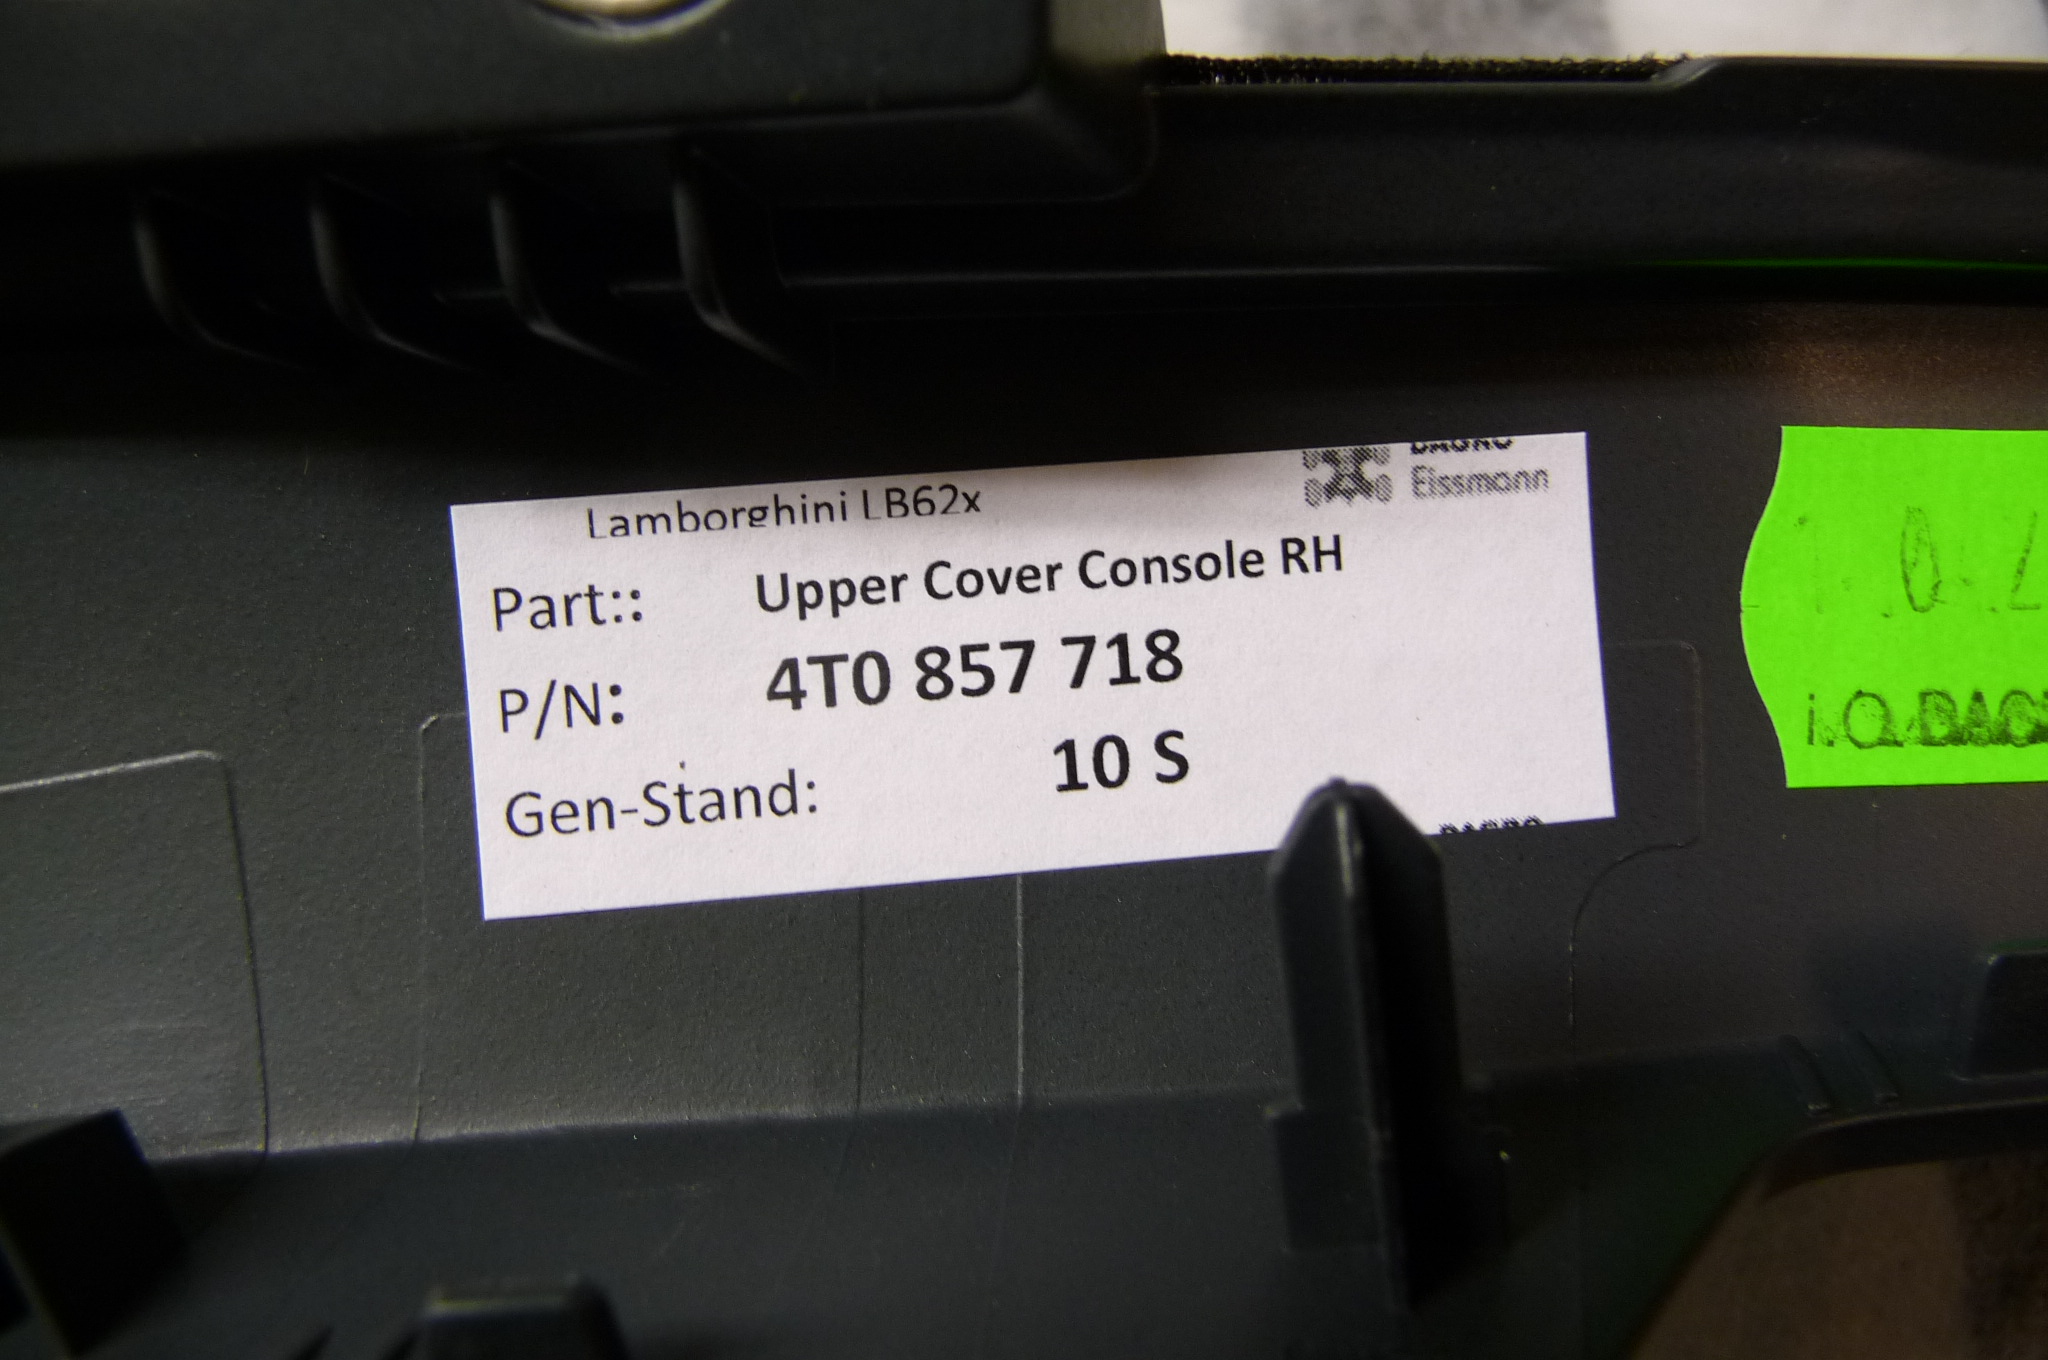 Lamborghini LB62x
Eissmann
Part:: Upper Cover Console RH
P/N: 4T0 857 718
Gen-Stand: 10 S
i.O.